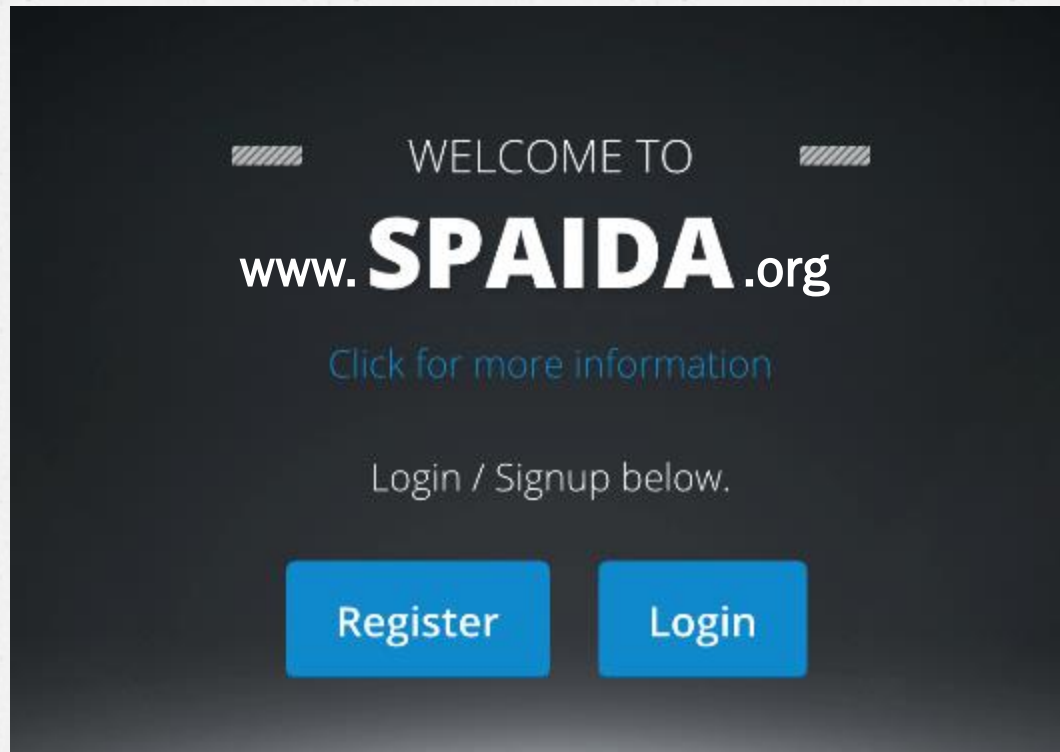 WELCOME TO
www.SPAIDA.org
Click for more information
Login / Signup below.
Register Login